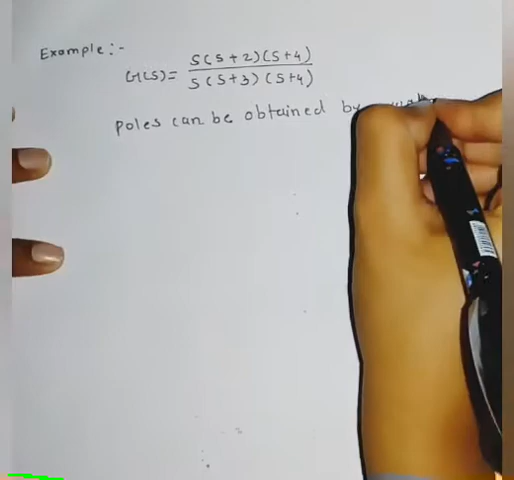 Example:-
S(S+2)(S+4)
G(S)=
S(S+3)(S+4)
Poles can be obtained by